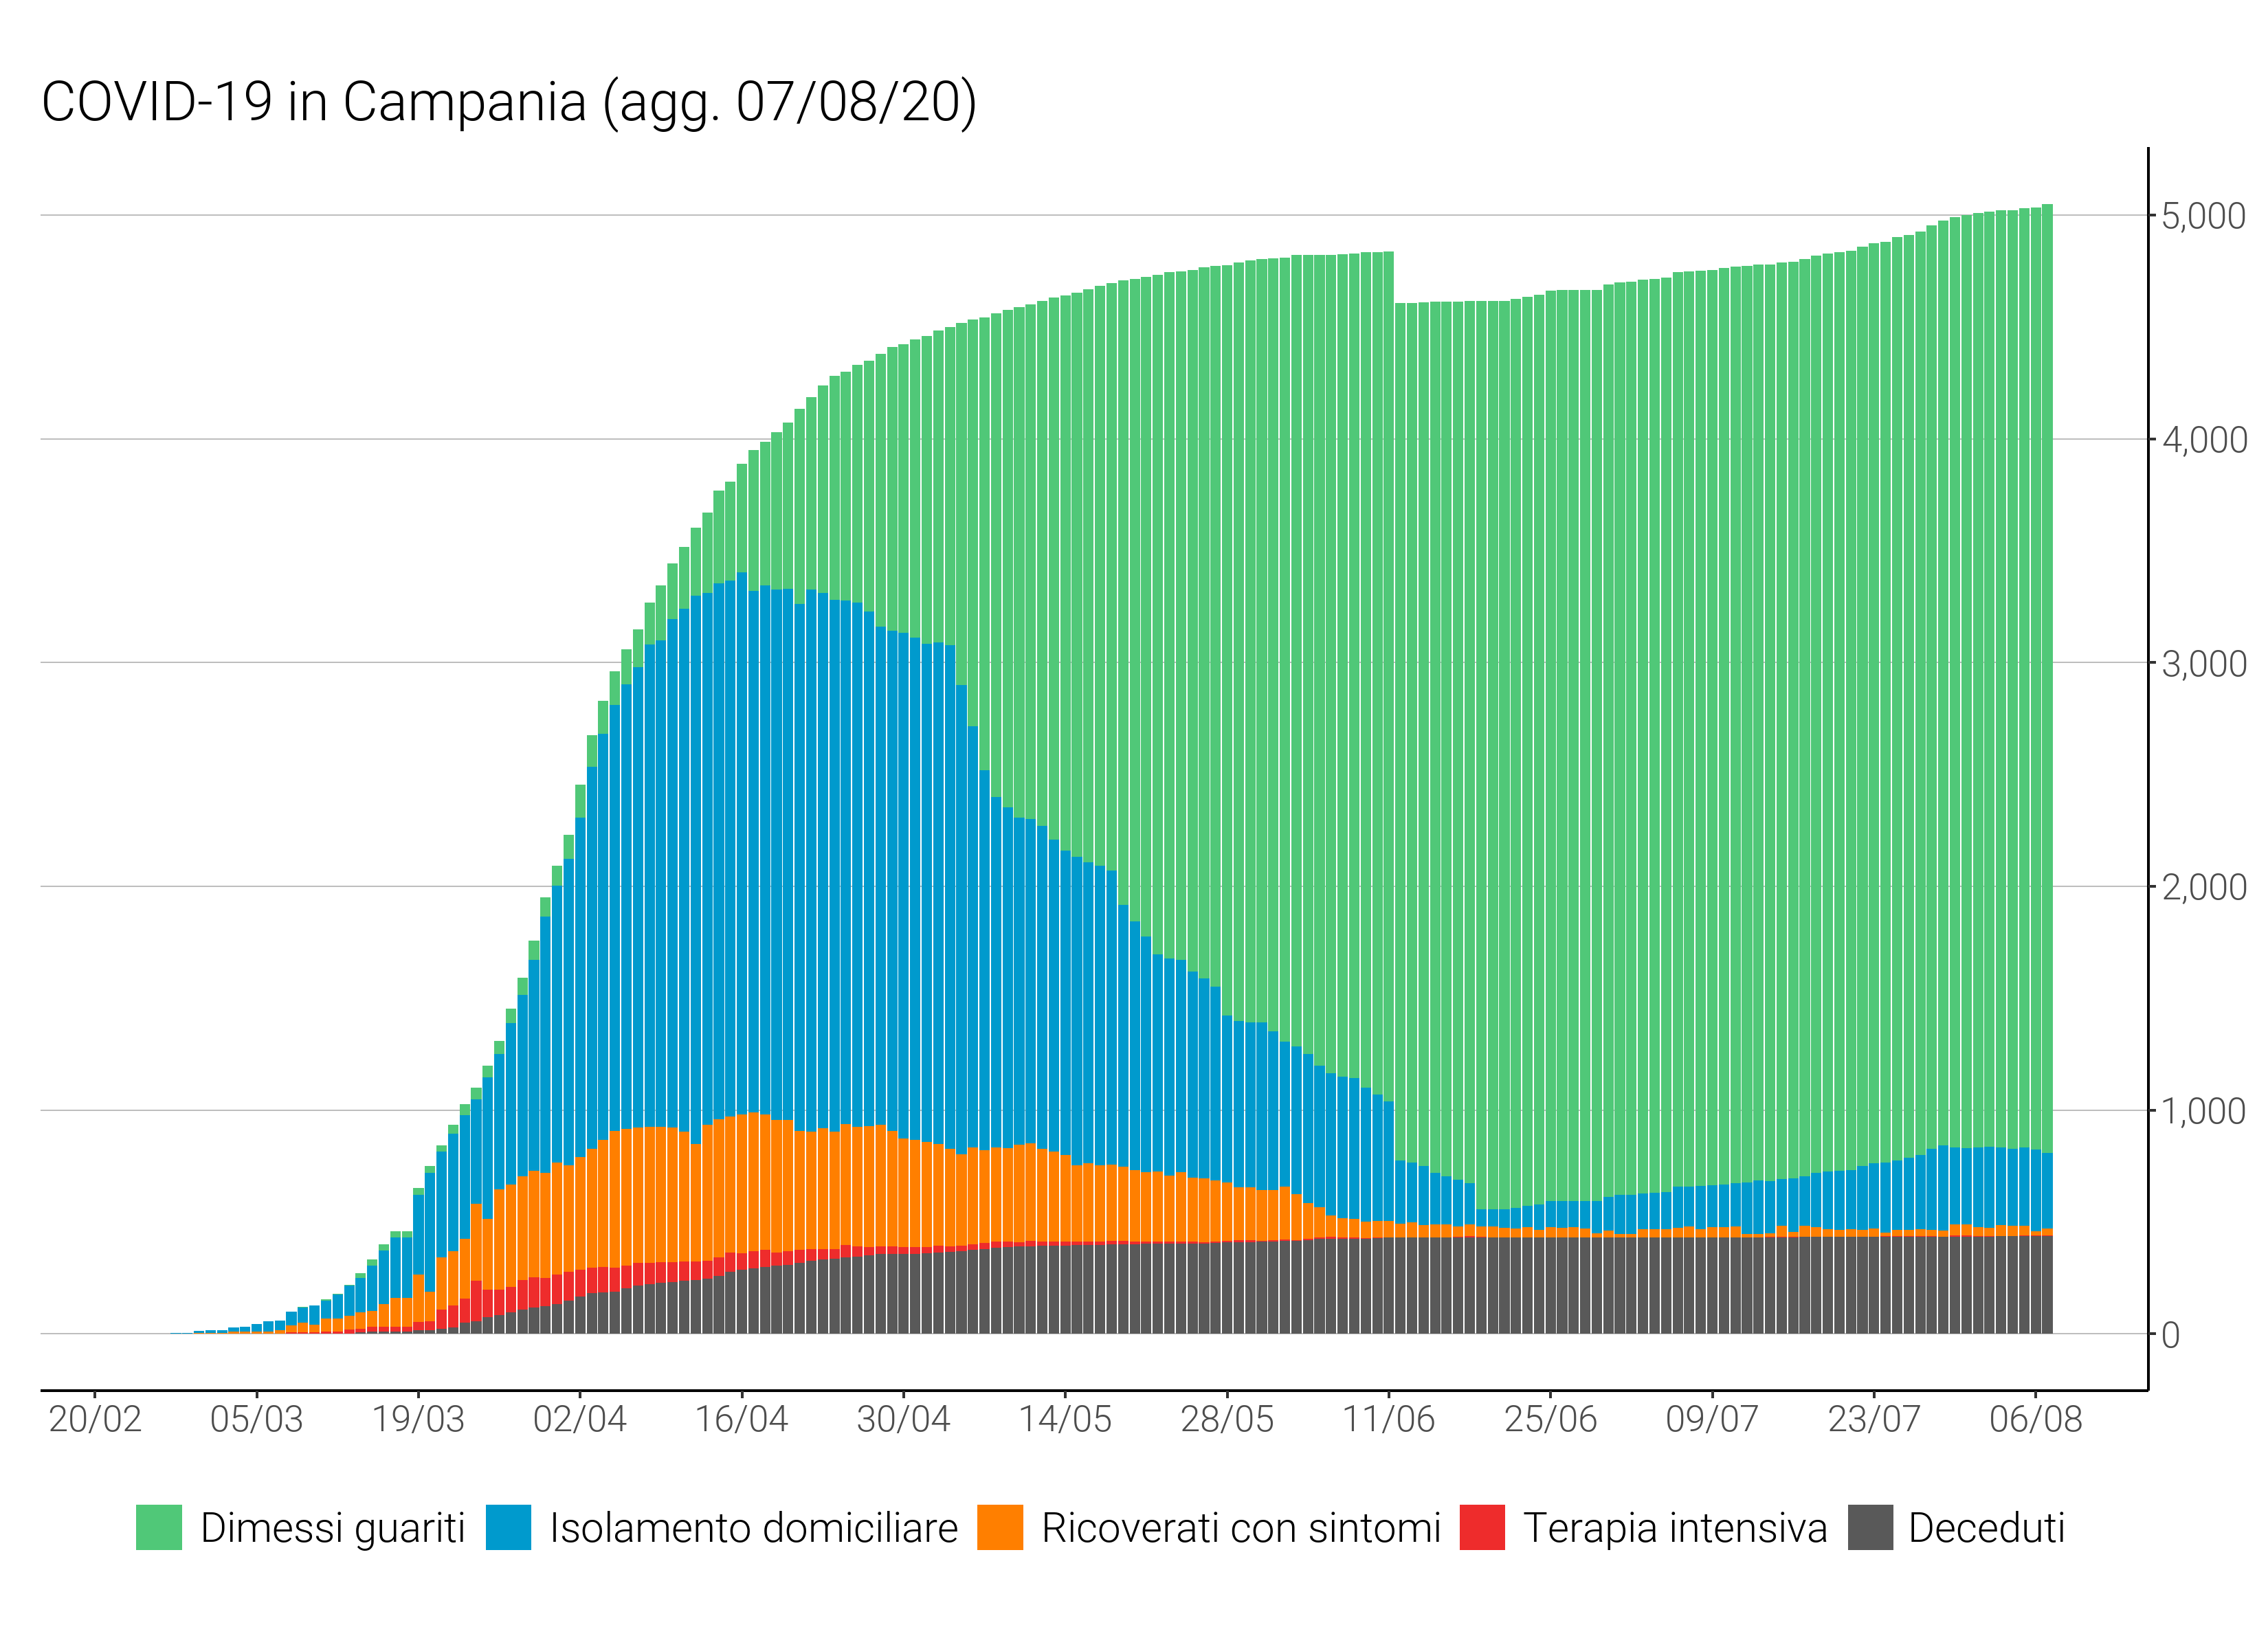 COVID-19 in Campania (agg. 07/08/20)
5,000
4,000
3,000
2,000
1,000
0
20/02 05/03 19/03 02/04 16/04 30/04 14/05 28/05 11/06 25/06 09/07 23/07 06/08
Dimessi guariti Isolamento domiciliare Ricoverati con sintomi Terapia intensiva Deceduti